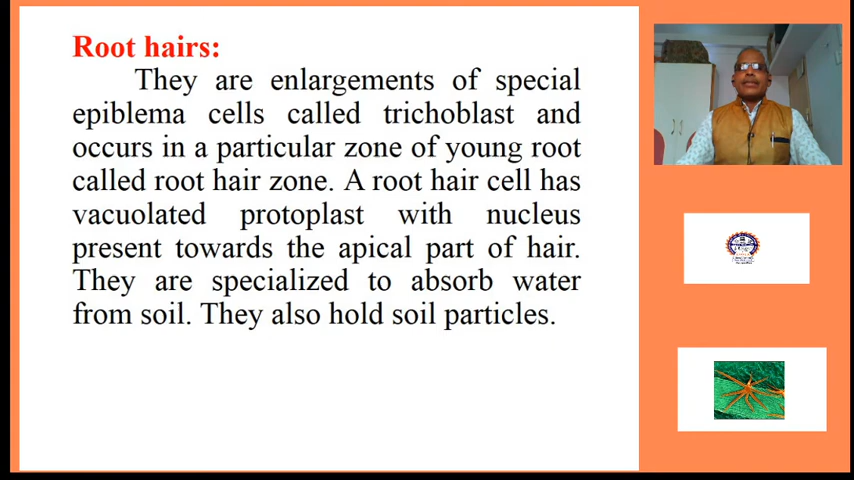 Root hairs:
They are enlargements of special
epiblema cells called trichoblast and
occurs in a particular zone of young root
called root hair zone. A root hair cell has
vacuolated protoplast with nucleus
present towards the apical part of hair.
They are specialized to absorb water
from soil. They also hold soil particles.